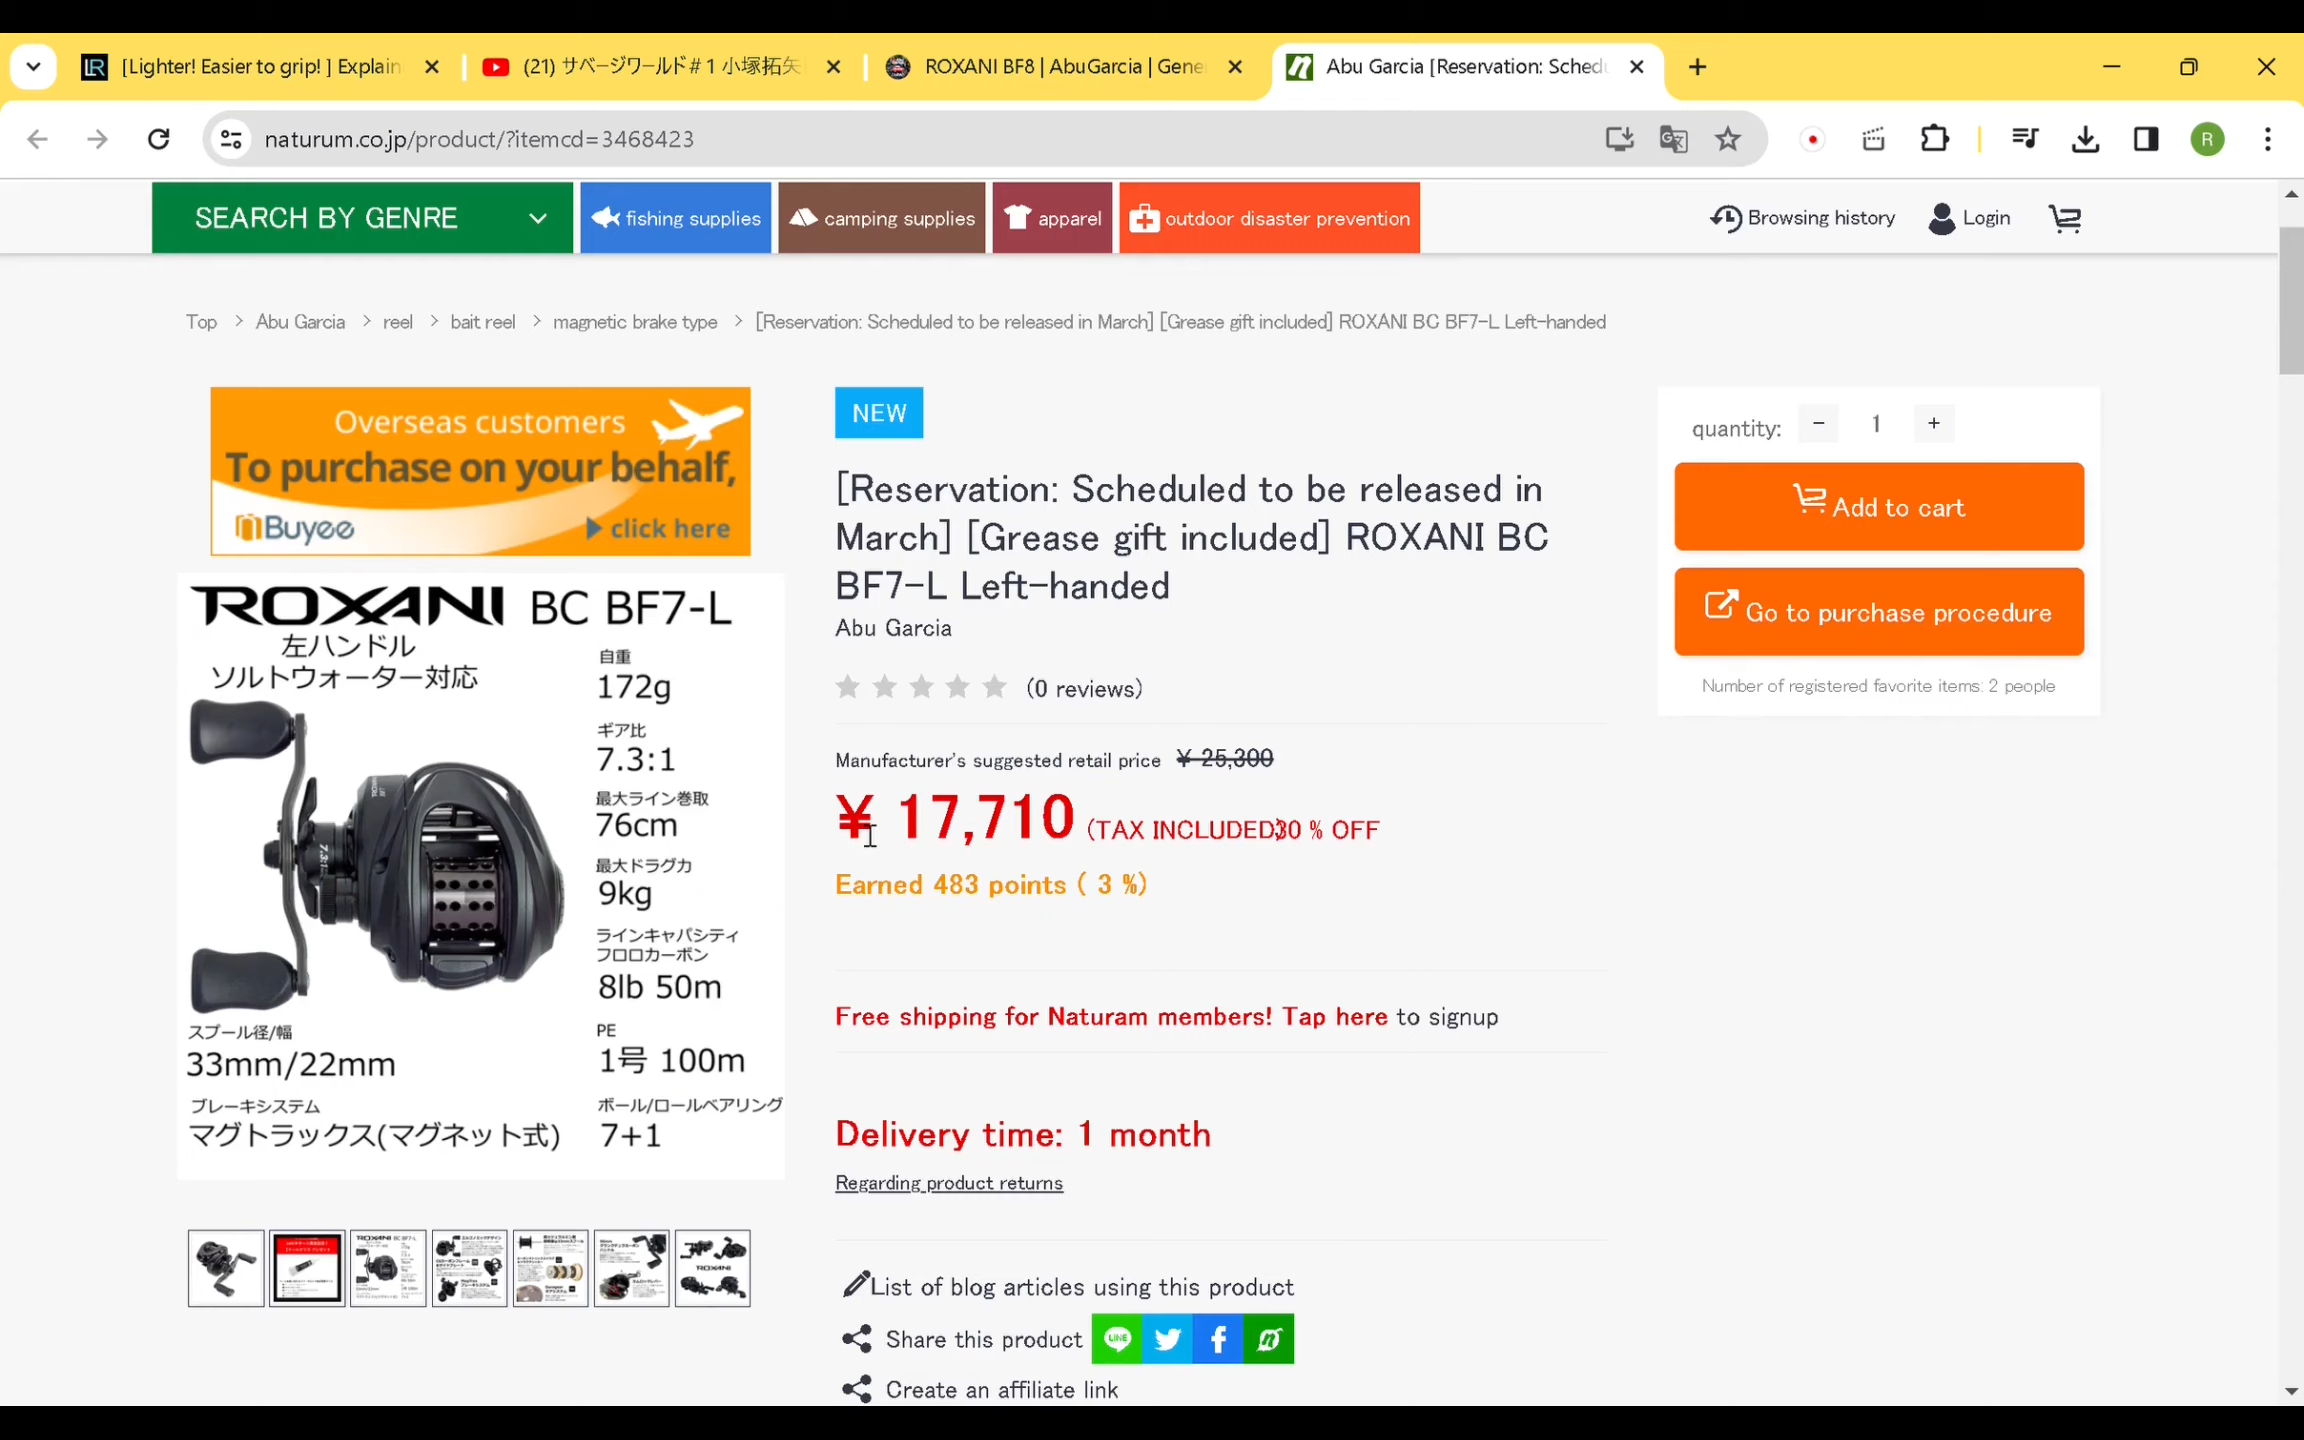 [Lighter! Easier to grip! ] Explain
(21) サベージワールド＃1 小塚拓矢
ROXANI BF8 | AbuGarcia | Gene
Abu Garcia [Reservation: Schedu
naturum.co.jp/product/?itemcd=3468423
R
SEARCH BY GENRE
fishing supplies
camping supplies
apparel
outdoor disaster prevention
Browsing history
Login
Top > Abu Garcia > reel > bait reel > magnetic brake type > [Reservation: Scheduled to be released in March] [Grease gift included] ROXANI BC BF7-L Left-handed
Overseas customers
To purchase on your behalf,
Buyee
click here
ROXANI BC BF7-L
左ハンドル
ソルトウォーター対応
自重
172g
ギア比
7.3:1
最大ライン巻取
76cm
最大ドラグ力
9kg
ラインキャパシティ
フロロカーボン
8lb 50m
PE
1号 100m
ボール/ロールベアリング
7+1
スプール径/幅
33mm/22mm
ブレーキシステム
マグトラックス(マグネット式)
NEW
[Reservation: Scheduled to be released in
March] [Grease gift included] ROXANI BC
BF7-L Left-handed
Abu Garcia
(0 reviews)
Manufacturer's suggested retail price ¥ 25,300
¥ 17,710 (TAX INCLUDED)30 % OFF
Earned 483 points ( 3 %)
Free shipping for Naturam members! Tap here to signup
Delivery time: 1 month
Regarding product returns
List of blog articles using this product
Share this product
LINE
Create an affiliate link
quantity: − 1 +
Add to cart
Go to purchase procedure
Number of registered favorite items: 2 people